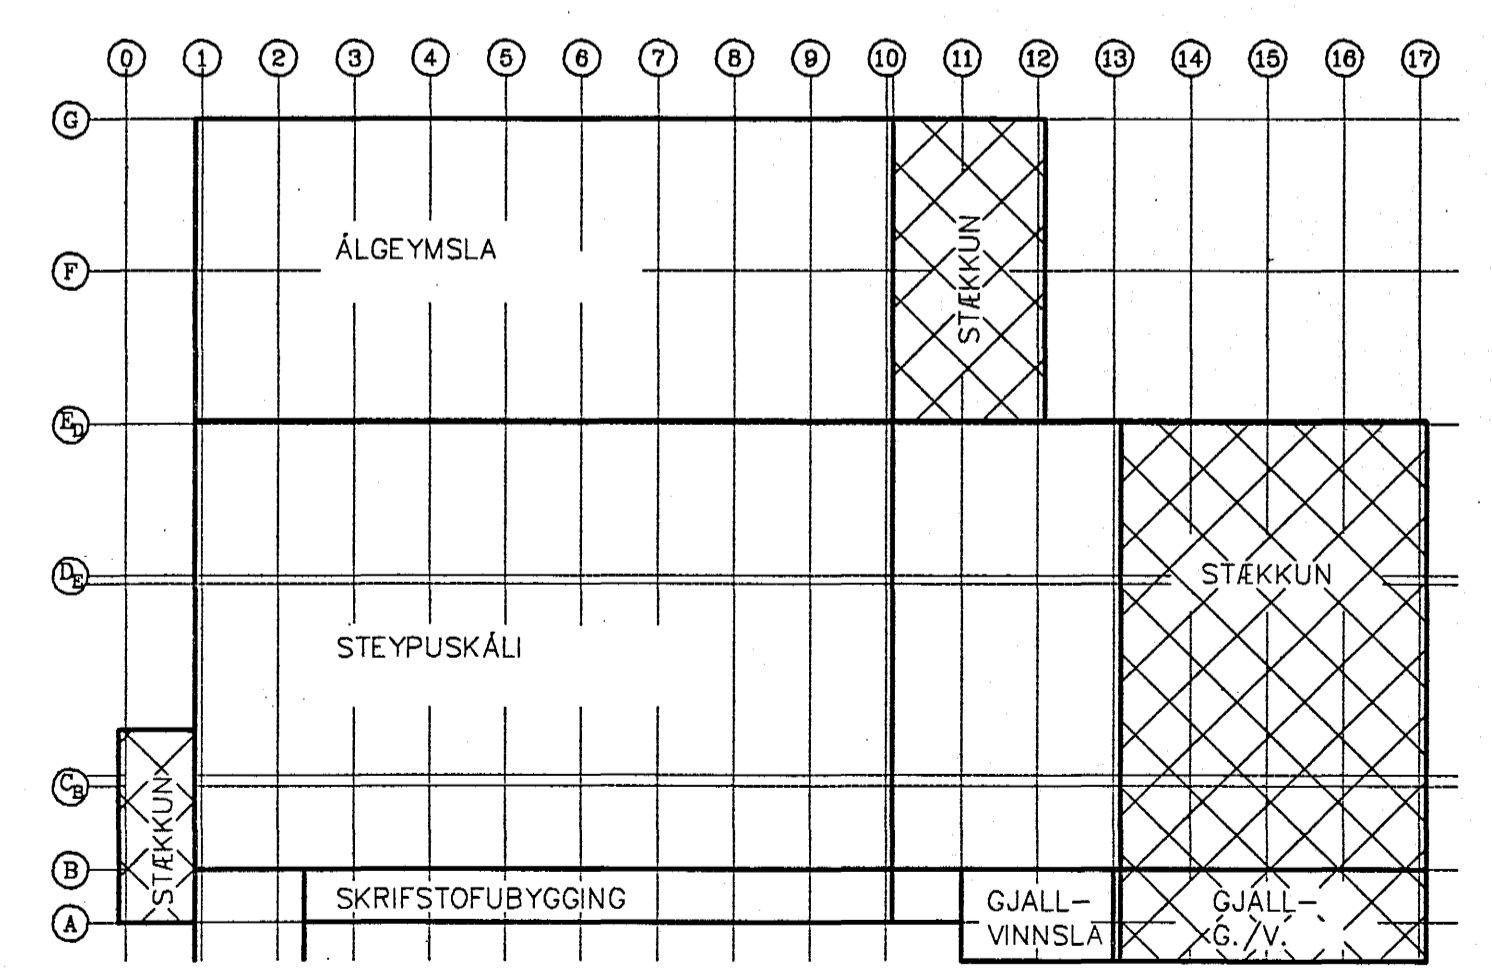 0 1 2 3 4 5 6 7 8 9 10 11 12 13 14 15 16 17
G
ÁLGEYMSLA
F
STÆKKUN
E D
D E
STÆKKUN
STEYPUSKÁLI
C B
STÆKKUN
B
SKRIFSTOFUBYGGING
GJALL-
VINNSLA
GJALL-
G./V.
A